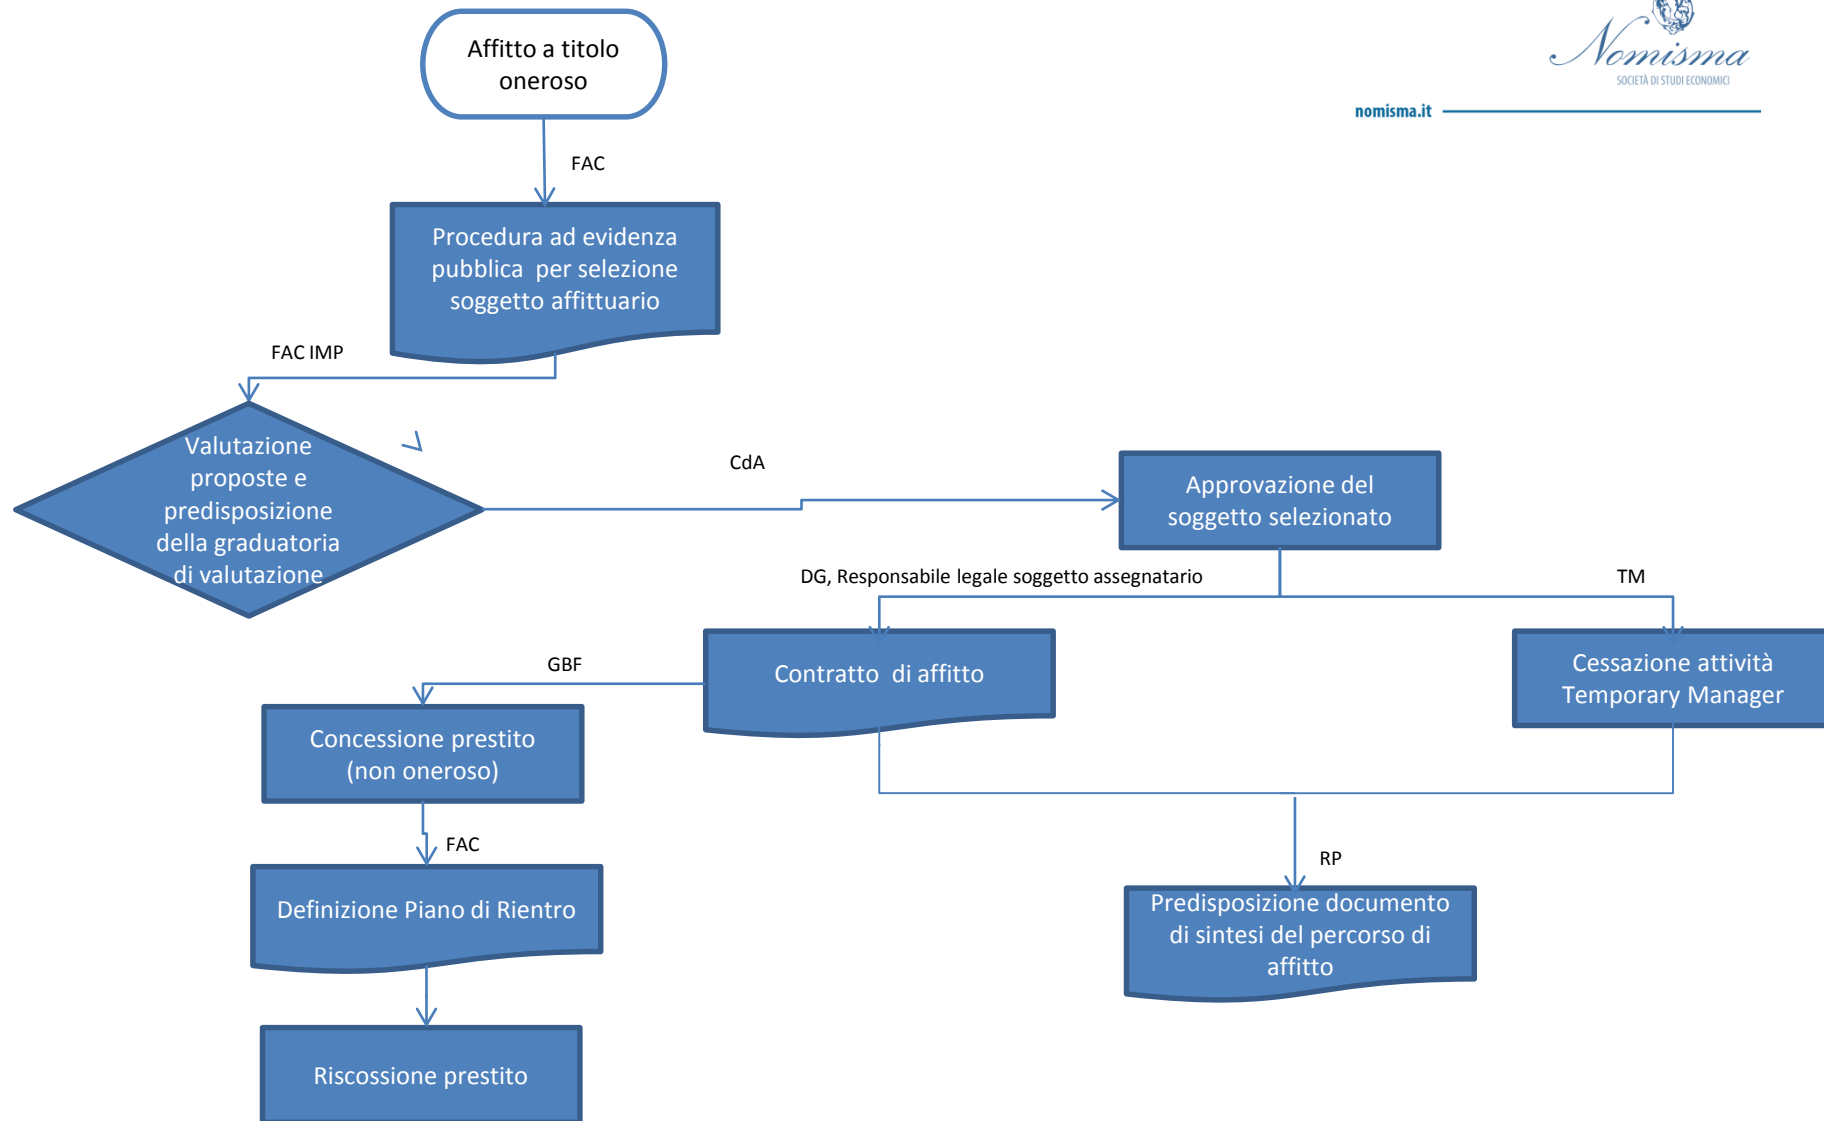 Affitto a titolo
oneroso
Nomisma
SOCIETÀ DI STUDI ECONOMICI
nomisma.it
FAC
Procedura ad evidenza
pubblica per selezione
soggetto affittuario
FAC IMP
Valutazione
proposte e
predisposizione
della graduatoria
di valutazione
CdA
Approvazione del
soggetto selezionato
DG, Responsabile legale soggetto assegnatario
TM
GBF
Contratto di affitto
Cessazione attività
Temporary Manager
Concessione prestito
(non oneroso)
FAC
RP
Definizione Piano di Rientro
Predisposizione documento
di sintesi del percorso di
affitto
Riscossione prestito